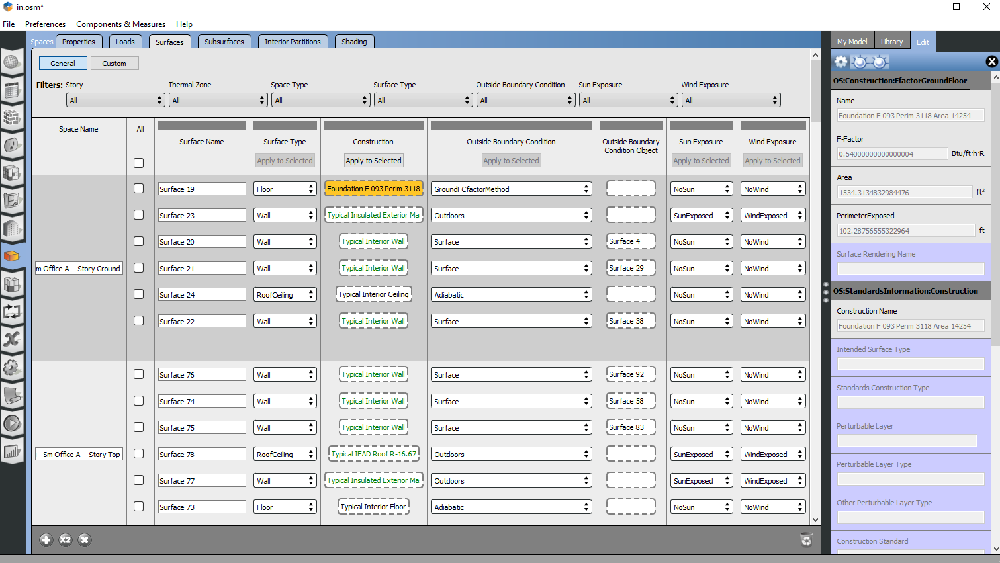 in.osm*
File Preferences Components & Measures Help
Spaces Properties Loads Surfaces Subsurfaces Interior Partitions Shading
My Model Library Edit
General Custom
Filters: Story Thermal Zone Space Type Surface Type Outside Boundary Condition Sun Exposure Wind Exposure
All All All All All All All
Space Name All Surface Name Surface Type Construction Outside Boundary Condition Outside Boundary Condition Object Sun Exposure Wind Exposure
Apply to Selected Apply to Selected Apply to Selected Apply to Selected Apply to Selected
m Office A - Story Ground
Surface 19 Floor Foundation F 093 Perim 3118 GroundFCfactorMethod NoSun NoWind
Surface 23 Wall Typical Insulated Exterior Mas Outdoors SunExposed WindExposed
Surface 20 Wall Typical Interior Wall Surface Surface 4 NoSun NoWind
Surface 21 Wall Typical Interior Wall Surface Surface 29 NoSun NoWind
Surface 24 RoofCeiling Typical Interior Ceiling Adiabatic NoSun NoWind
Surface 22 Wall Typical Interior Wall Surface Surface 38 NoSun NoWind
- Sm Office A - Story Top
Surface 76 Wall Typical Interior Wall Surface Surface 92 NoSun NoWind
Surface 74 Wall Typical Interior Wall Surface Surface 58 NoSun NoWind
Surface 75 Wall Typical Interior Wall Surface Surface 83 NoSun NoWind
Surface 78 RoofCeiling Typical IEAD Roof R-16.67 Outdoors SunExposed WindExposed
Surface 77 Wall Typical Insulated Exterior Mas Outdoors SunExposed WindExposed
Surface 73 Floor Typical Interior Floor Adiabatic NoSun NoWind
X2
OS:Construction:FfactorGroundFloor
Name
Foundation F 093 Perim 3118 Area 14254
F-Factor
0.54000000000000004 Btu/ft·h·R
Area
1534.3134832984476 ft²
PerimeterExposed
102.28756555322964 ft
Surface Rendering Name
OS:StandardsInformation:Construction
Construction Name
Foundation F 093 Perim 3118 Area 14254
Intended Surface Type
Standards Construction Type
Perturbable Layer
Perturbable Layer Type
Other Perturbable Layer Type
Construction Standard